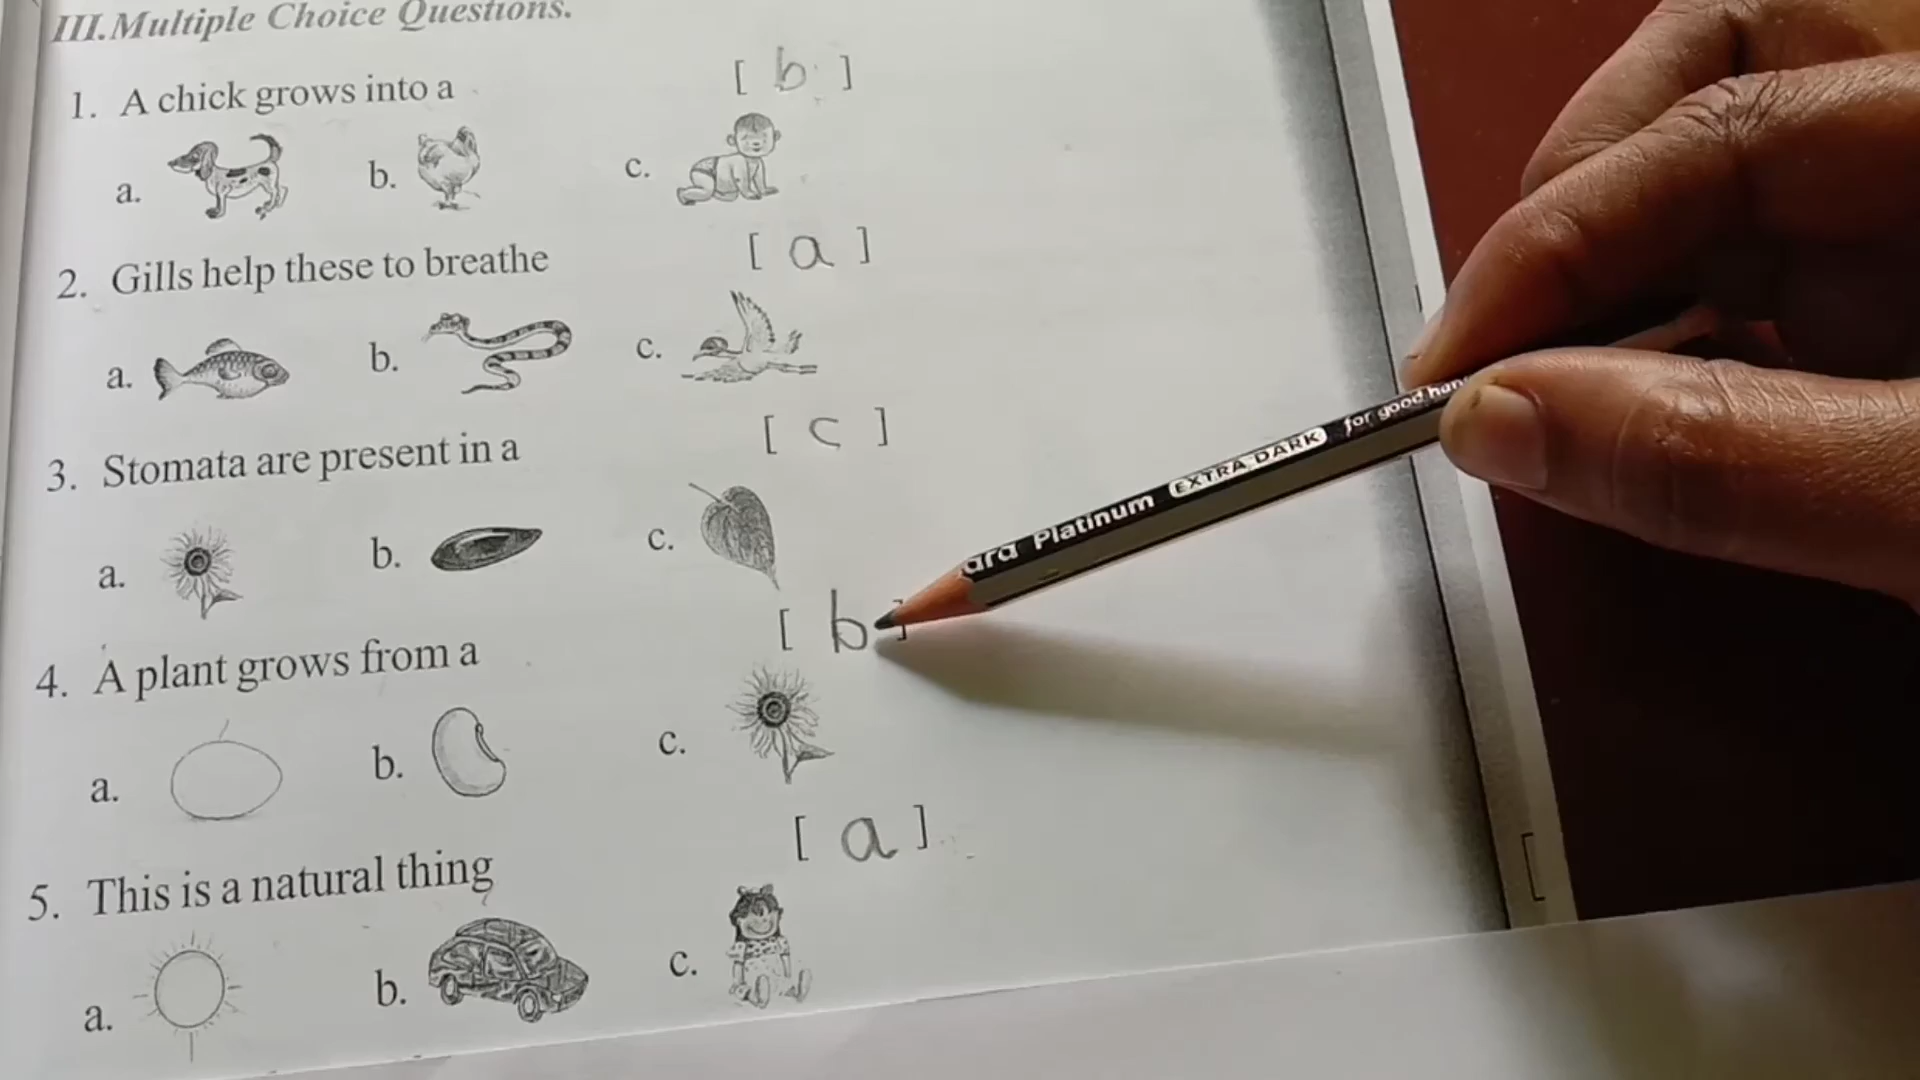 III.Multiple Choice Questions.
1. A chick grows into a [ b ]
a. b. c.
2. Gills help these to breathe [ a ]
a. b. c.
3. Stomata are present in a [ c ]
a. b. c.
4. A plant grows from a [ b ]
a. b. c.
5. This is a natural thing [ a ]
a. b. c.
Platinum EXTRA DARK for good